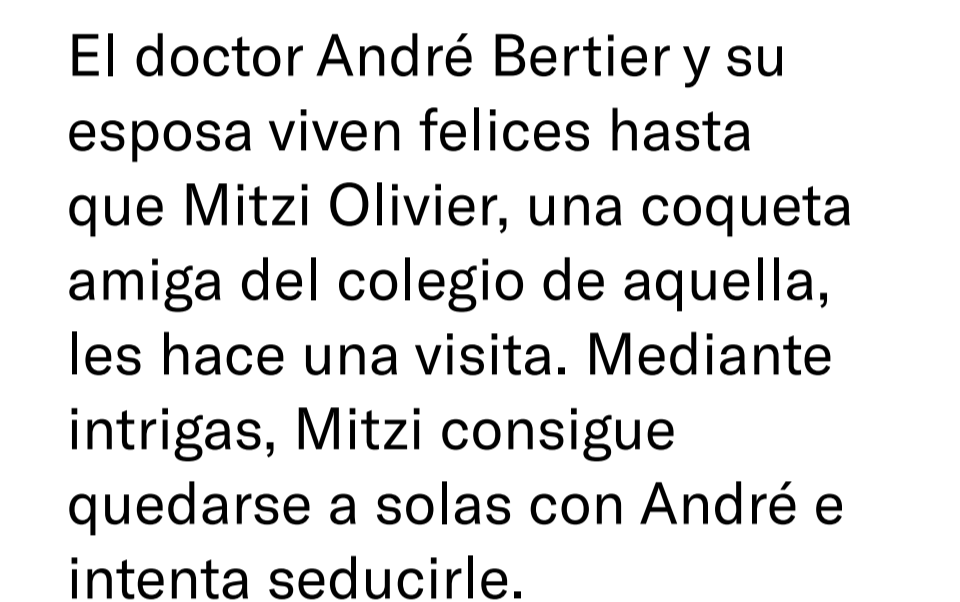 El doctor André Bertier y su
esposa viven felices hasta
que Mitzi Olivier, una coqueta
amiga del colegio de aquella,
les hace una visita. Mediante
intrigas, Mitzi consigue
quedarse a solas con André e
intenta seducirle.